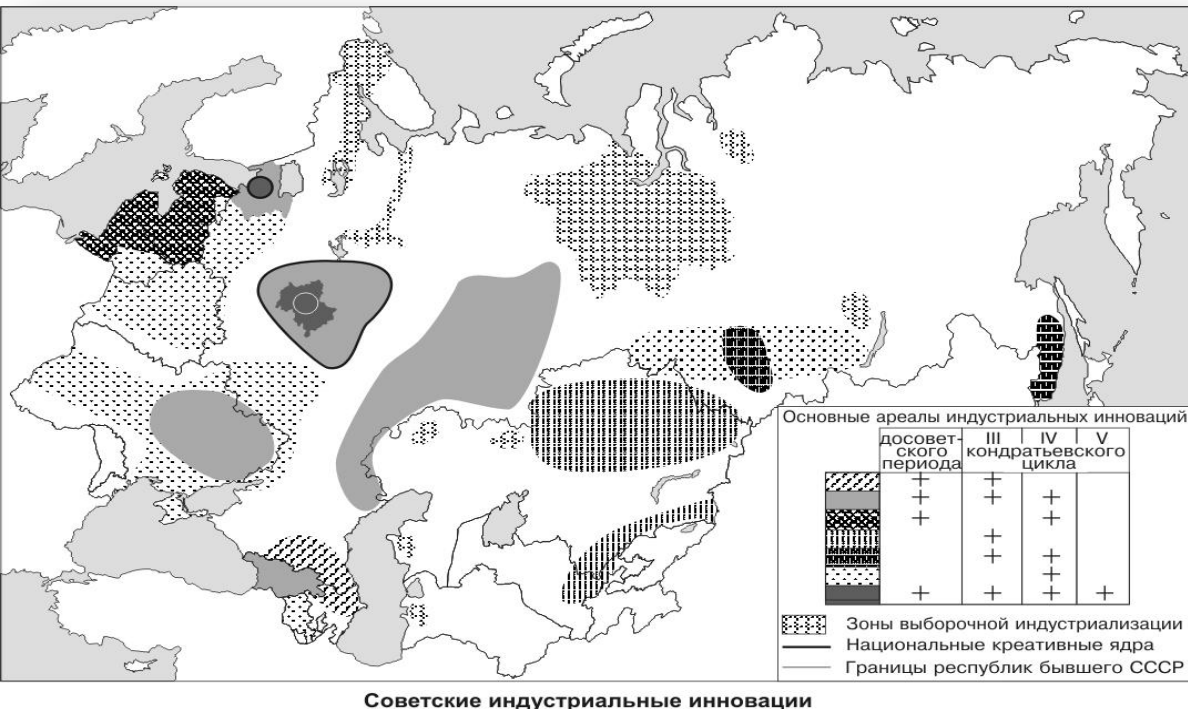 Основные ареалы индустриальных инноваций
досовет-
ского
периода
III
IV
V
кондратьевского
цикла
+ +
+ + +
+ +
+
+ +
+
+ + + +
Зоны выборочной индустриализации
Национальные креативные ядра
Границы республик бывшего СССР
Советские индустриальные инновации